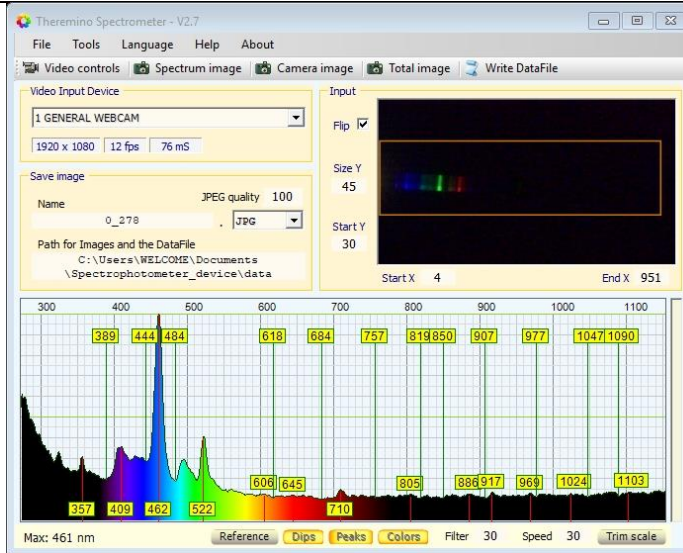 Theremino Spectrometer - V2.7
File Tools Language Help About
Video controls Spectrum image Camera image Total image Write DataFile
Video Input Device
1 GENERAL WEBCAM
1920 x 1080 12 fps 76 mS
Save image
Name JPEG quality 100
0_278 . JPG
Path for Images and the DataFile
C:\Users\WELCOME\Documents
\Spectrophotometer_device\data
Input
Flip
Size Y
45
Start Y
30
Start X 4 End X 951
300 400 500 600 700 800 900 1000 1100
389 444 484 618 684 757 819 850 907 977 1047 1090
606 645 805 886 917 969 1024 1103
357 409 462 522 710
Max: 461 nm Reference Dips Peaks Colors Filter 30 Speed 30 Trim scale